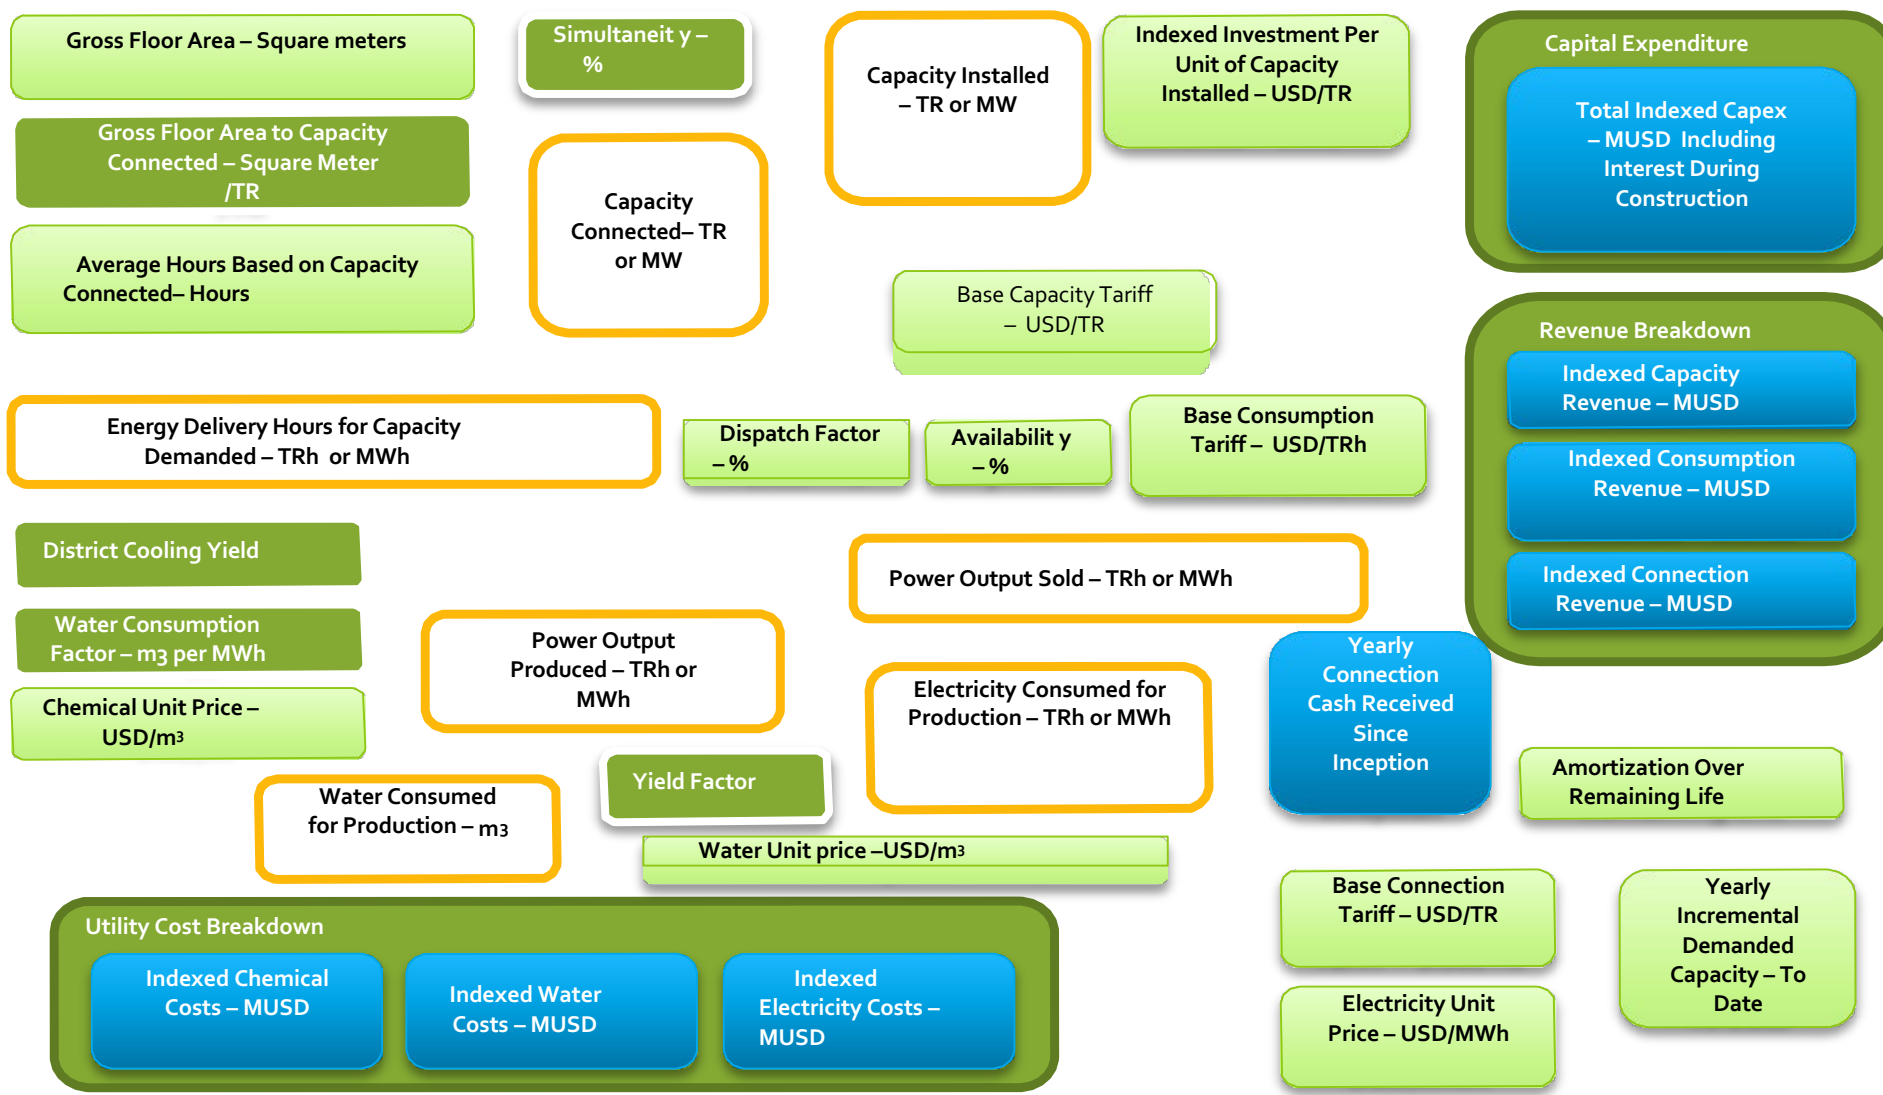 Gross Floor Area – Square meters
Simultaneit y –
%
Capacity Installed
– TR or MW
Indexed Investment Per
Unit of Capacity
Installed – USD/TR
Capital Expenditure
Total Indexed Capex
– MUSD Including
Interest During
Construction
Gross Floor Area to Capacity
Connected – Square Meter
/TR
Capacity
Connected– TR
or MW
Average Hours Based on Capacity
Connected– Hours
Base Capacity Tariff
– USD/TR
Revenue Breakdown
Indexed Capacity
Revenue – MUSD
Indexed Consumption
Revenue – MUSD
Indexed Connection
Revenue – MUSD
Energy Delivery Hours for Capacity
Demanded – TRh or MWh
Dispatch Factor
– %
Availabilit y
– %
Base Consumption
Tariff – USD/TRh
District Cooling Yield
Power Output Sold – TRh or MWh
Water Consumption
Factor – m3 per MWh
Power Output
Produced – TRh or
MWh
Electricity Consumed for
Production – TRh or MWh
Yearly
Connection
Cash Received
Since
Inception
Chemical Unit Price –
USD/m3
Yield Factor
Amortization Over
Remaining Life
Water Consumed
for Production – m3
Water Unit price –USD/m3
Base Connection
Tariff – USD/TR
Yearly
Incremental
Demanded
Capacity – To
Date
Utility Cost Breakdown
Indexed Chemical
Costs – MUSD
Indexed Water
Costs – MUSD
Indexed
Electricity Costs –
MUSD
Electricity Unit
Price – USD/MWh